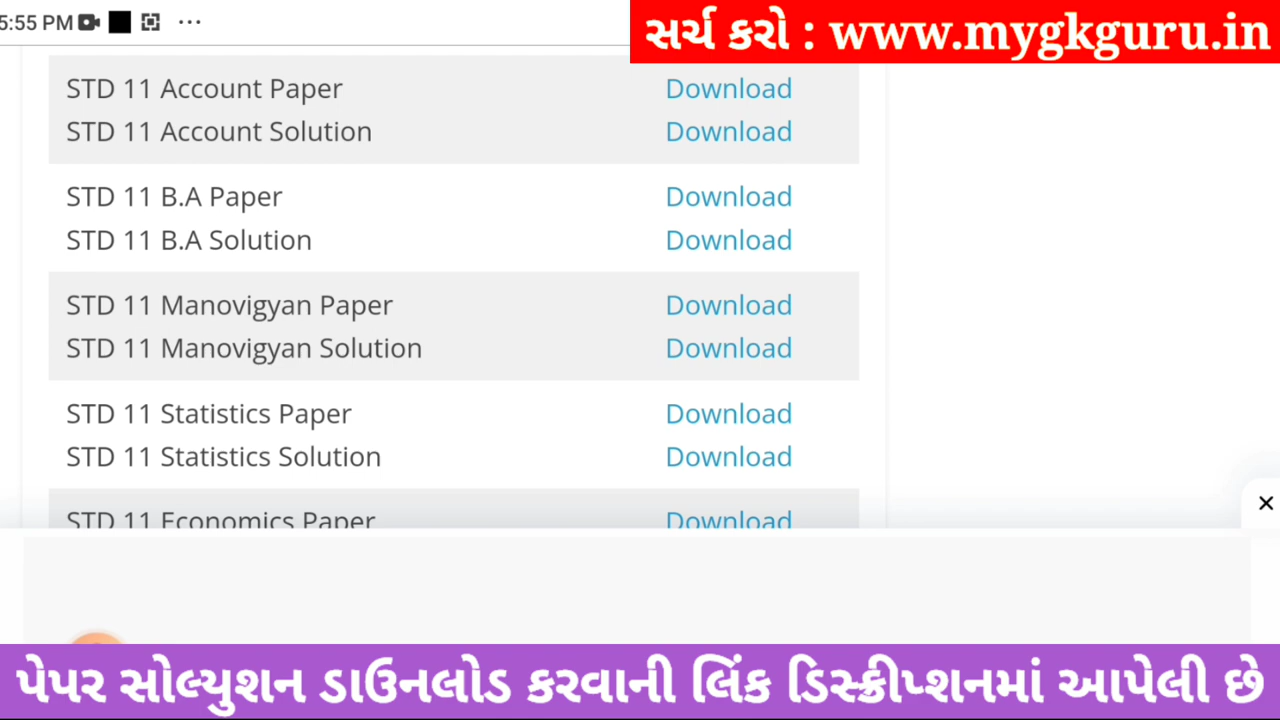 5:55 PM
સર્ચ કરો : www.mygkguru.in
STD 11 Account Paper Download
STD 11 Account Solution Download
STD 11 B.A Paper Download
STD 11 B.A Solution Download
STD 11 Manovigyan Paper Download
STD 11 Manovigyan Solution Download
STD 11 Statistics Paper Download
STD 11 Statistics Solution Download
STD 11 Economics Paper Download
પેપર સોલ્યુશન ડાઉનલોડ કરવાની લિંક ડિસ્ક્રીપ્શનમાં આપેલી છે